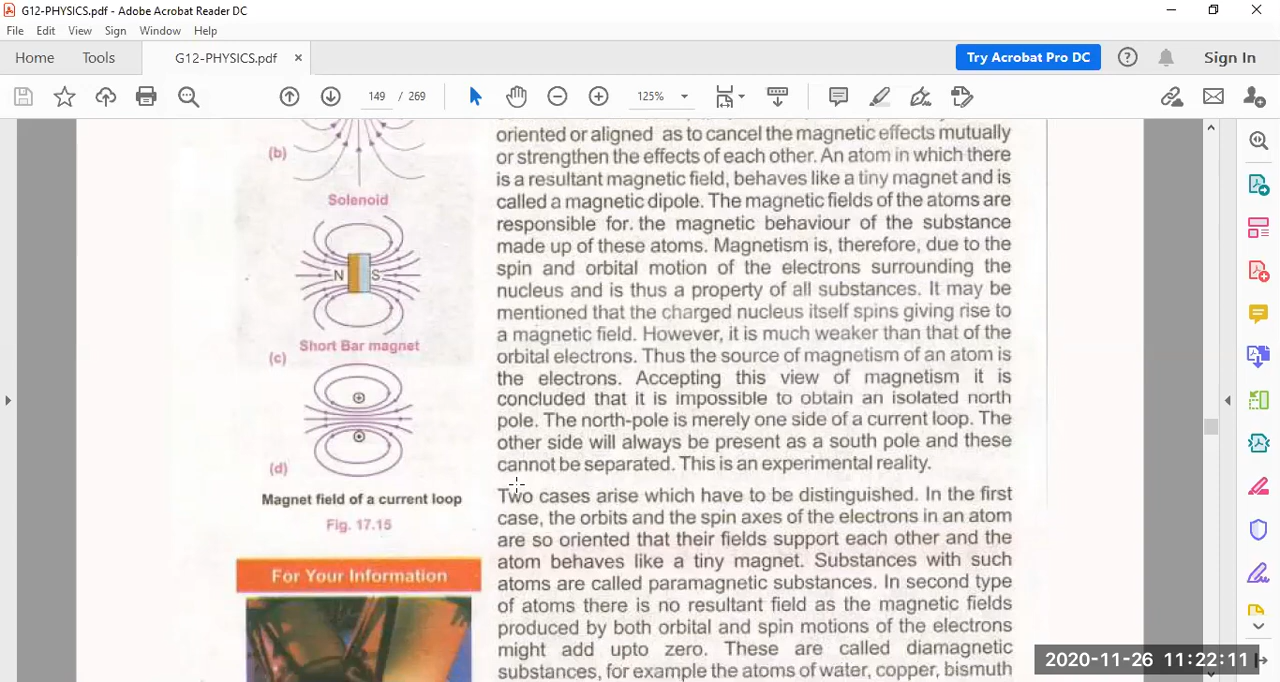 G12-PHYSICS.pdf - Adobe Acrobat Reader DC
File Edit View Sign Window Help
Home Tools G12-PHYSICS.pdf × Try Acrobat Pro DC Sign In
149 / 269 125%
(b)
Solenoid
N S
Short Bar magnet
(c)
(d)
Magnet field of a current loop
Fig. 17.15
For Your Information
oriented or aligned as to cancel the magnetic effects mutually
or strengthen the effects of each other. An atom in which there
is a resultant magnetic field, behaves like a tiny magnet and is
called a magnetic dipole. The magnetic fields of the atoms are
responsible for. the magnetic behaviour of the substance
made up of these atoms. Magnetism is, therefore, due to the
spin and orbital motion of the electrons surrounding the
nucleus and is thus a property of all substances. It may be
mentioned that the charged nucleus itself spins giving rise to
a magnetic field. However, it is much weaker than that of the
orbital electrons. Thus the source of magnetism of an atom is
the electrons. Accepting this view of magnetism it is
concluded that it is impossible to obtain an isolated north
pole. The north-pole is merely one side of a current loop. The
other side will always be present as a south pole and these
cannot be separated. This is an experimental reality.
Two cases arise which have to be distinguished. In the first
case, the orbits and the spin axes of the electrons in an atom
are so oriented that their fields support each other and the
atom behaves like a tiny magnet. Substances with such
atoms are called paramagnetic substances. In second type
of atoms there is no resultant field as the magnetic fields
produced by both orbital and spin motions of the electrons
might add upto zero. These are called diamagnetic
substances, for example the atoms of water, copper, bismuth
2020-11-26 11:22:11